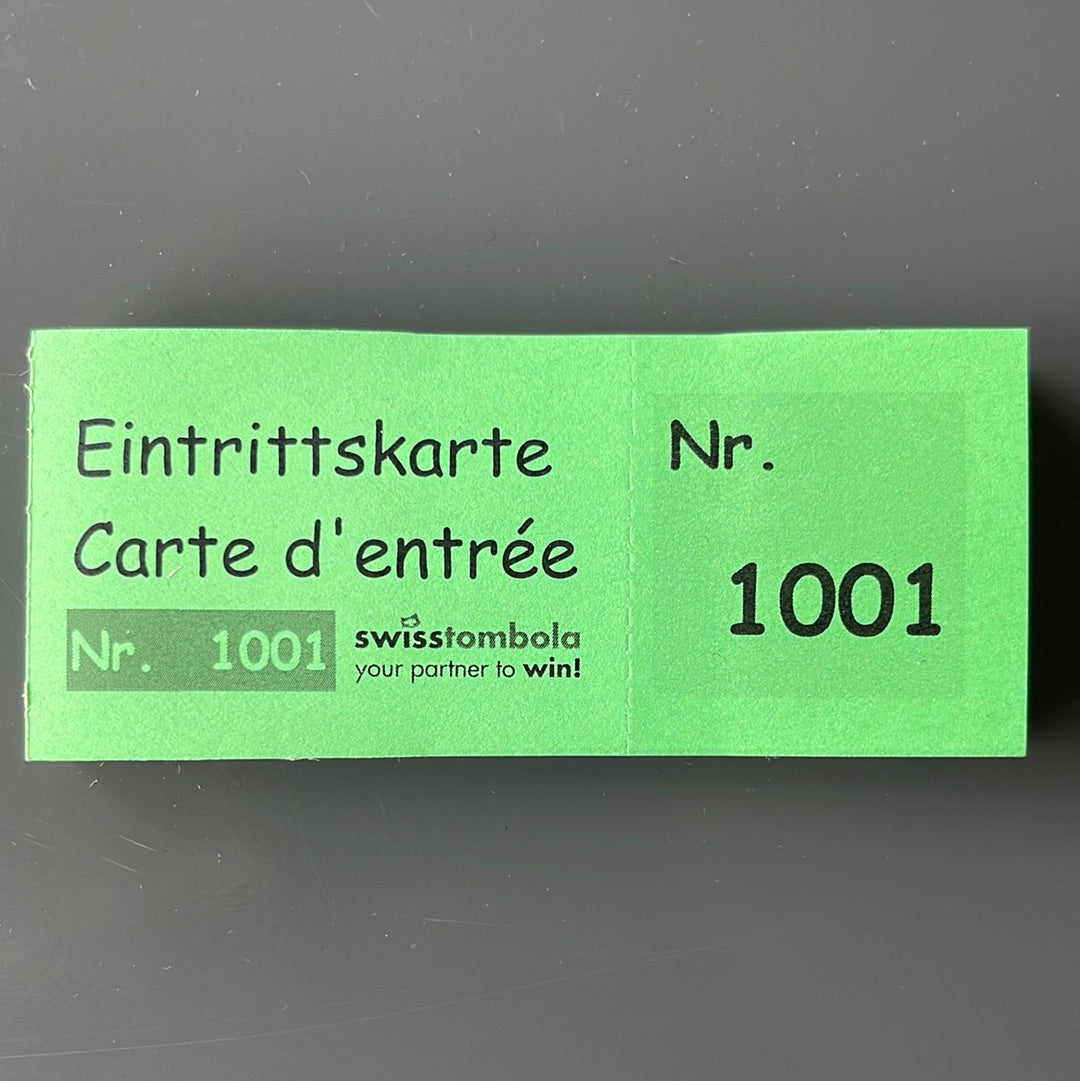 Eintrittskarte
Carte d'entrée
Nr. 1001
swisstombola
your partner to win!
Nr.
1001